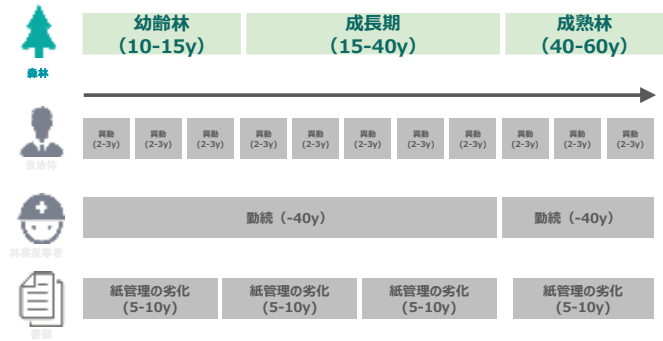 幼齢林
（10-15y）
成長期
（15-40y）
成熟林
（40-60y）
森林
異動
(2-3y)
異動
(2-3y)
異動
(2-3y)
異動
(2-3y)
異動
(2-3y)
異動
(2-3y)
異動
(2-3y)
異動
(2-3y)
異動
(2-3y)
異動
(2-3y)
異動
(2-3y)
自治体
勤続（-40y）
勤続（-40y）
林業従事者
紙管理の劣化
(5-10y)
紙管理の劣化
(5-10y)
紙管理の劣化
(5-10y)
紙管理の劣化
(5-10y)
書類